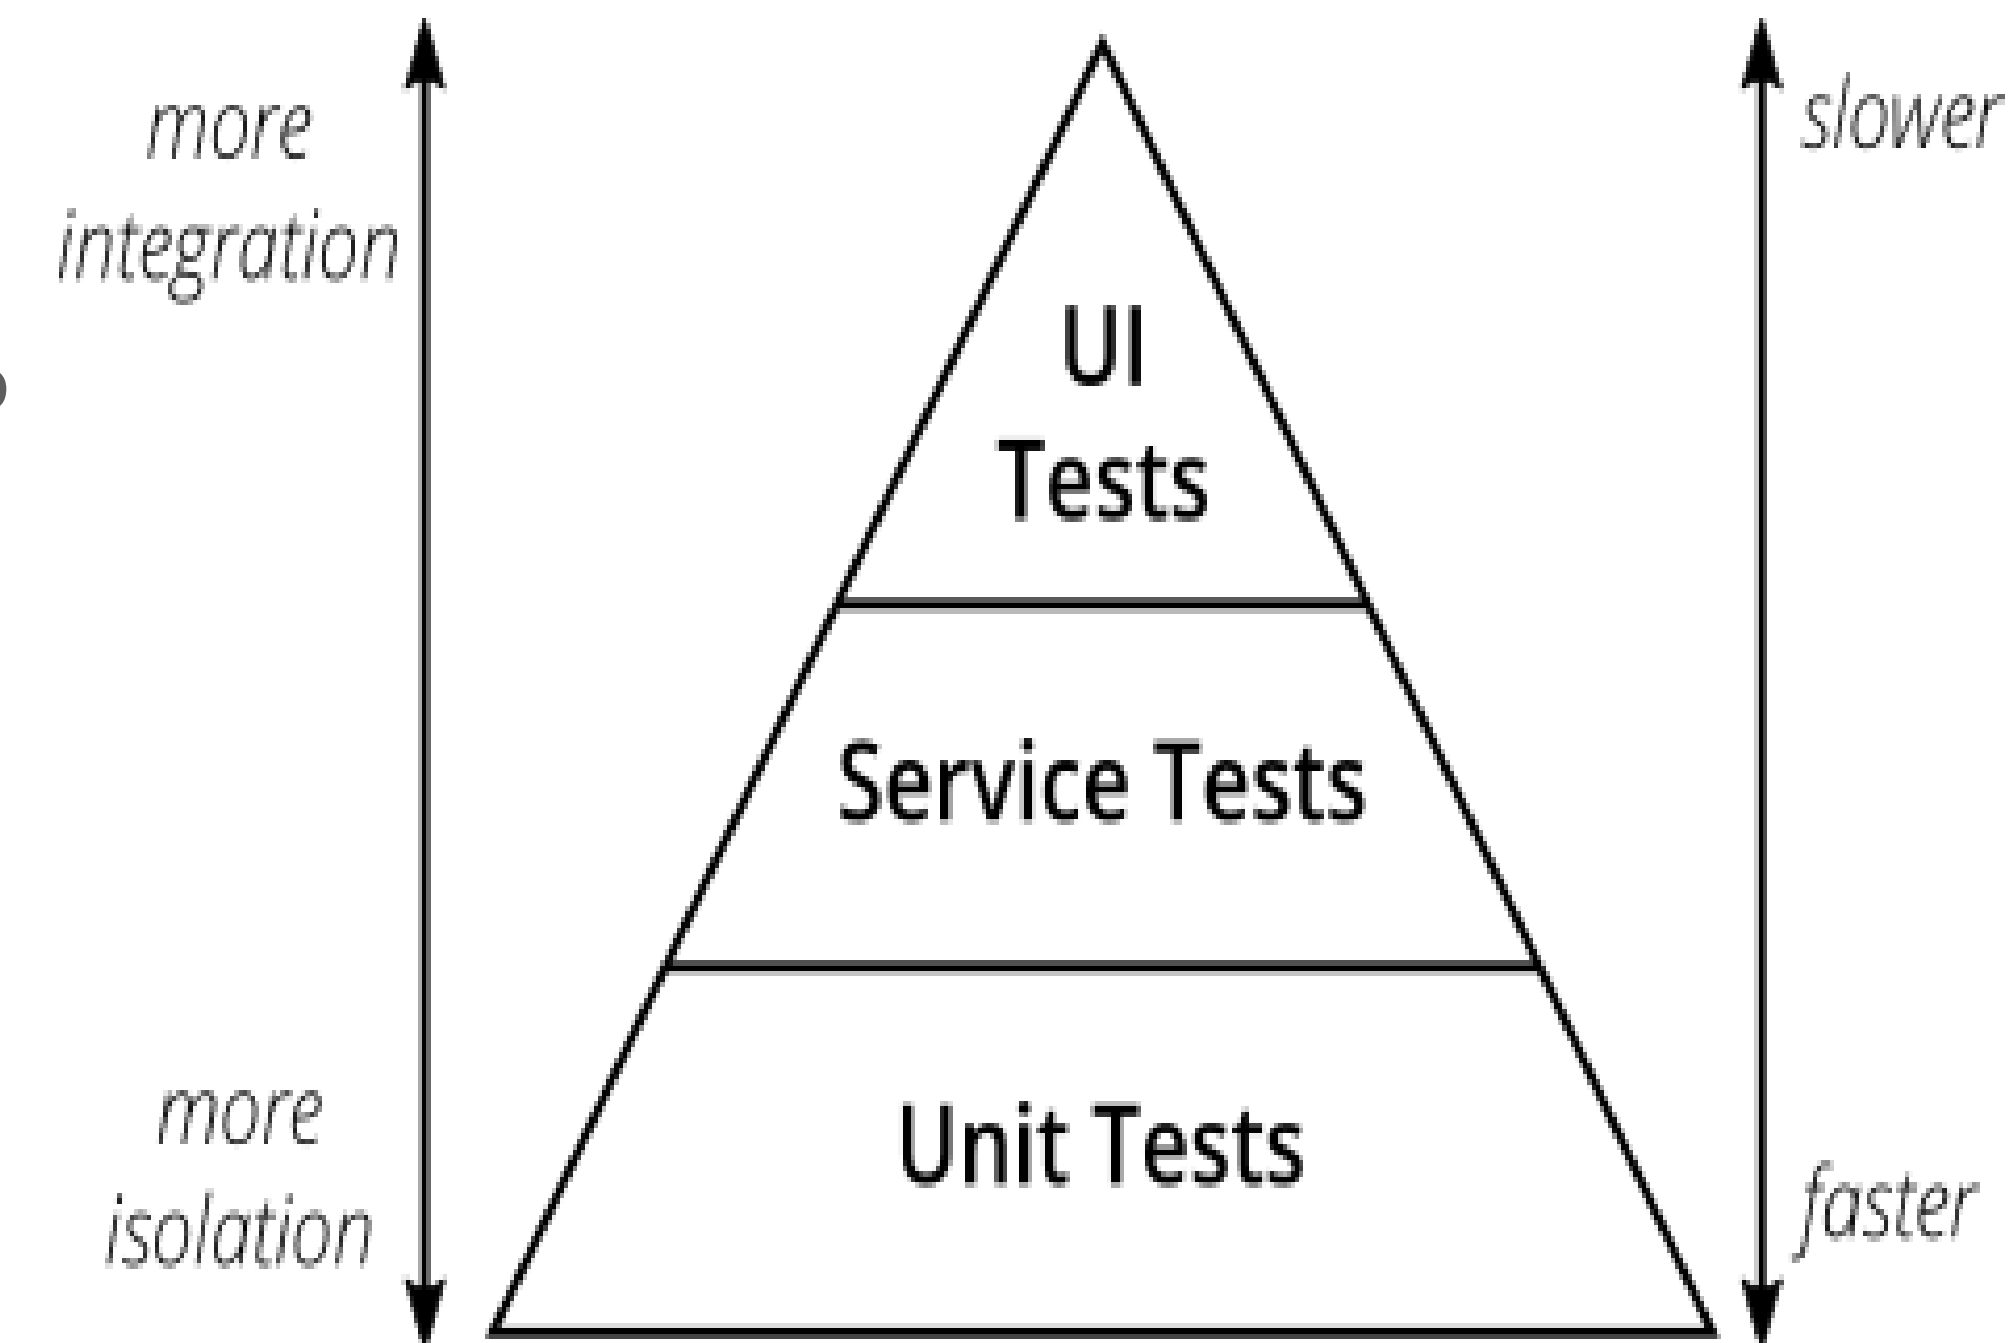 more
integration
slower
UI
Tests
Service Tests
Unit Tests
more
isolation
faster